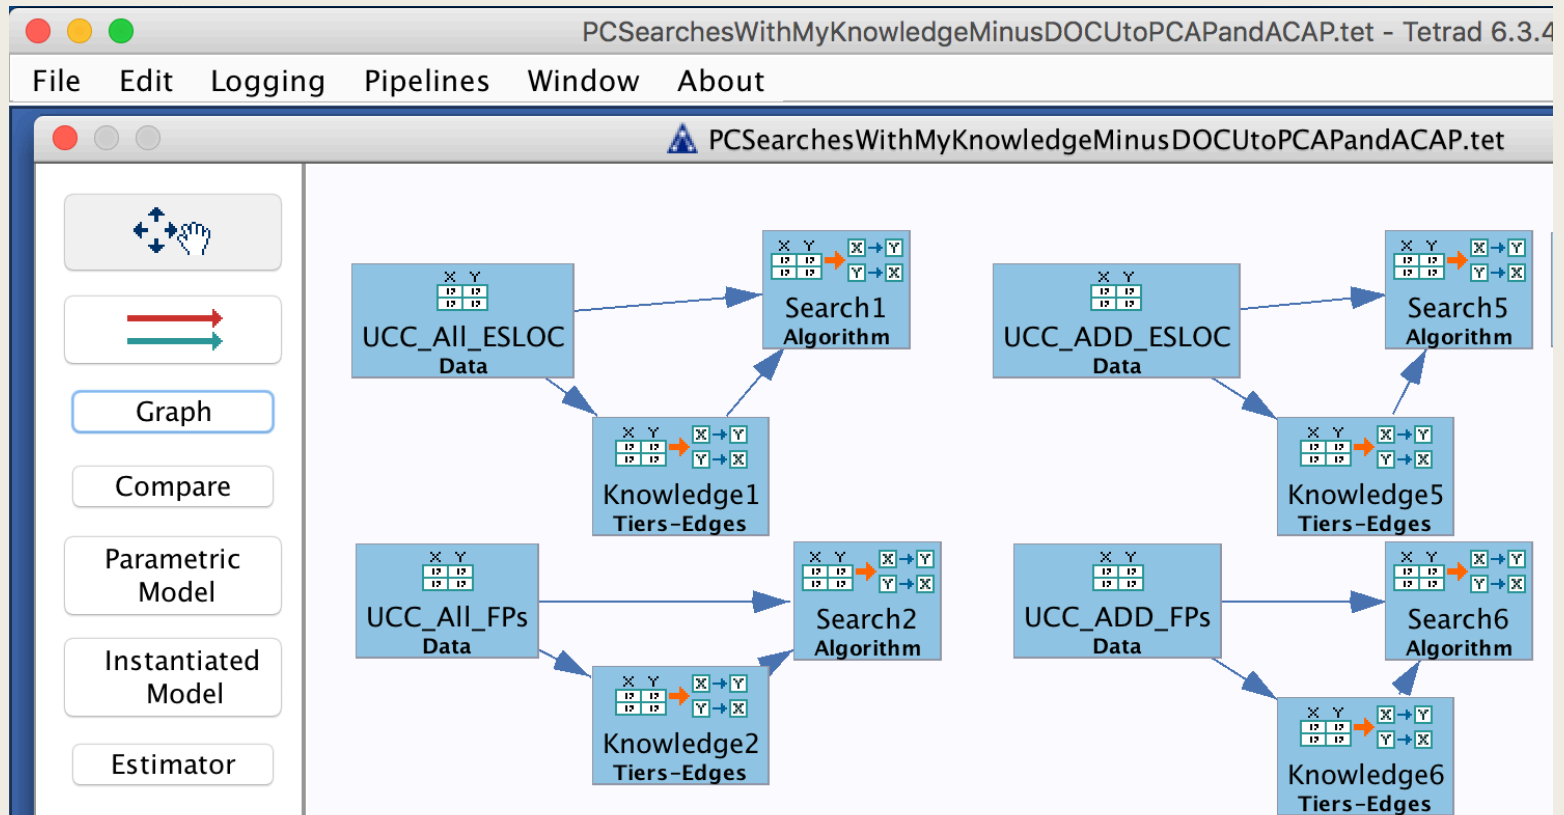 PCSearchesWithMyKnowledgeMinusDOCUtoPCAPandACAP.tet - Tetrad 6.3.4
File Edit Logging Pipelines Window About
PCSearchesWithMyKnowledgeMinusDOCUtoPCAPandACAP.tet
Graph
Compare
Parametric
Model
Instantiated
Model
Estimator
X Y
UCC_All_ESLOC
Data
X Y X Y
Y X
Search1
Algorithm
X Y X Y
Y X
Knowledge1
Tiers-Edges
X Y
UCC_ADD_ESLOC
Data
X Y X Y
Y X
Search5
Algorithm
X Y X Y
Y X
Knowledge5
Tiers-Edges
X Y
UCC_All_FPs
Data
X Y X Y
Y X
Search2
Algorithm
X Y X Y
Y X
Knowledge2
Tiers-Edges
X Y
UCC_ADD_FPs
Data
X Y X Y
Y X
Search6
Algorithm
X Y X Y
Y X
Knowledge6
Tiers-Edges